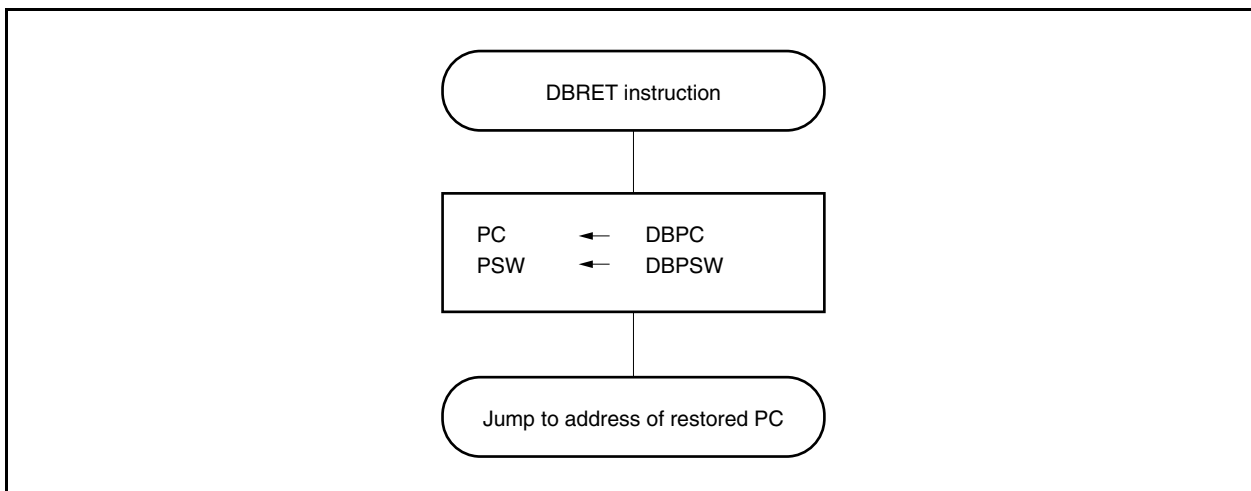 DBRET instruction
PC ← DBPC
PSW ← DBPSW
Jump to address of restored PC